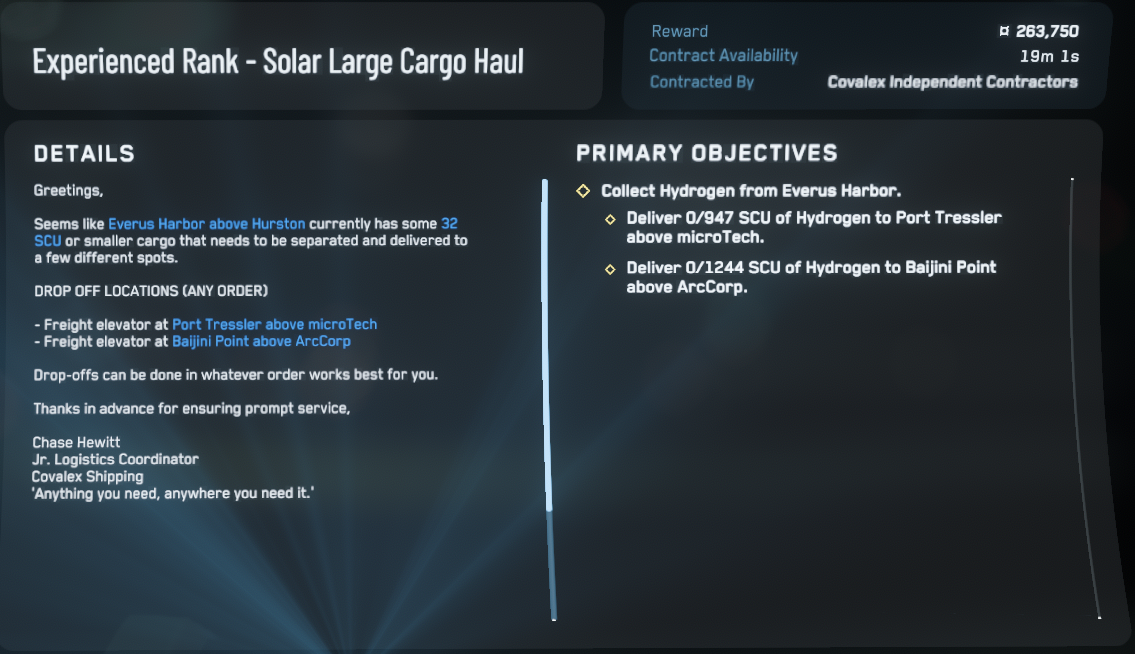 Experienced Rank - Solar Large Cargo Haul
Reward ¤ 263,750
Contract Availability 19m 1s
Contracted By Covalex Independent Contractors
DETAILS
Greetings,
Seems like Everus Harbor above Hurston currently has some 32
SCU or smaller cargo that needs to be separated and delivered to
a few different spots.
DROP OFF LOCATIONS (ANY ORDER)
- Freight elevator at Port Tressler above microTech
- Freight elevator at Baijini Point above ArcCorp
Drop-offs can be done in whatever order works best for you.
Thanks in advance for ensuring prompt service,
Chase Hewitt
Jr. Logistics Coordinator
Covalex Shipping
'Anything you need, anywhere you need it.'
PRIMARY OBJECTIVES
Collect Hydrogen from Everus Harbor.
Deliver 0/947 SCU of Hydrogen to Port Tressler
above microTech.
Deliver 0/1244 SCU of Hydrogen to Baijini Point
above ArcCorp.